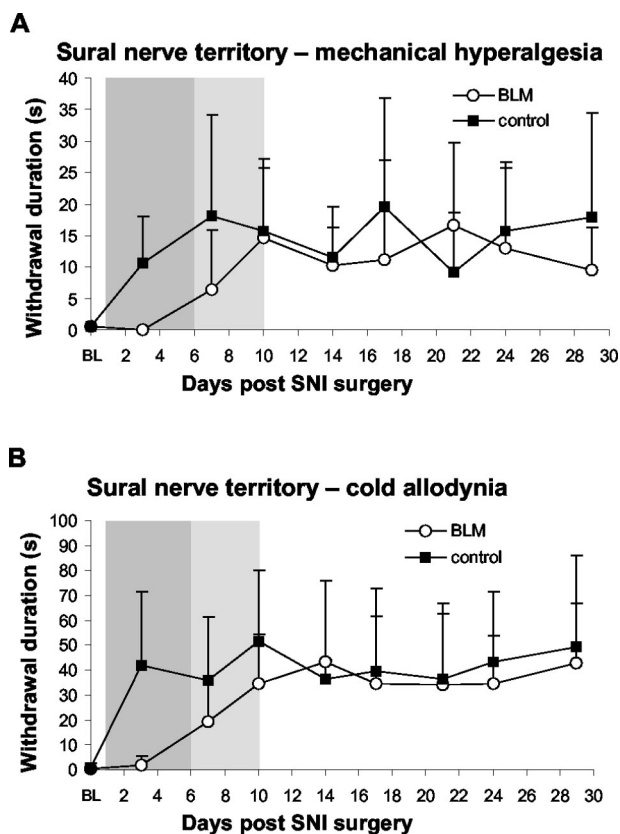 A
Sural nerve territory – mechanical hyperalgesia
Withdrawal duration (s)
40
35
30
25
20
15
10
5
0
BLM
control
BL 2 4 6 8 10 12 14 16 18 20 22 24 26 28 30
Days post SNI surgery
B
Sural nerve territory – cold allodynia
Withdrawal duration (s)
100
90
80
70
60
50
40
30
20
10
0
BLM
control
BL 2 4 6 8 10 12 14 16 18 20 22 24 26 28 30
Days post SNI surgery